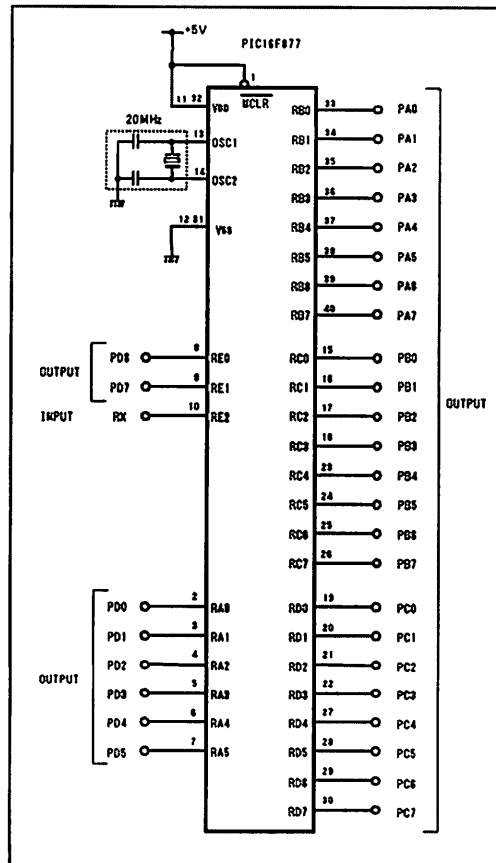 +5V
PIC16F877
1
11 32 VDD MCLR RB0 33 PA0
20MHz
13 OSC1 RB1 34 PA1
RB2 35 PA2
14 OSC2 RB3 36 PA3
RB4 37 PA4
12 31 VSS
RB5 38 PA5
RB6 39 PA6
RB7 40 PA7
OUTPUT PD6 8 RE0 RC0 15 PB0
PD7 9 RE1 RC1 16 PB1
INPUT RX 10 RE2 RC2 17 PB2
OUTPUT
RC3 18 PB3
RC4 23 PB4
RC5 24 PB5
RC6 25 PB6
RC7 26 PB7
PD0 2 RA0 RD0 19 PC0
PD1 3 RA1 RD1 20 PC1
PD2 4 RA2 RD2 21 PC2
OUTPUT
PD3 5 RA3 RD3 22 PC3
PD4 6 RA4 RD4 27 PC4
PD5 7 RA5 RD5 28 PC5
RD6 29 PC6
RD7 30 PC7